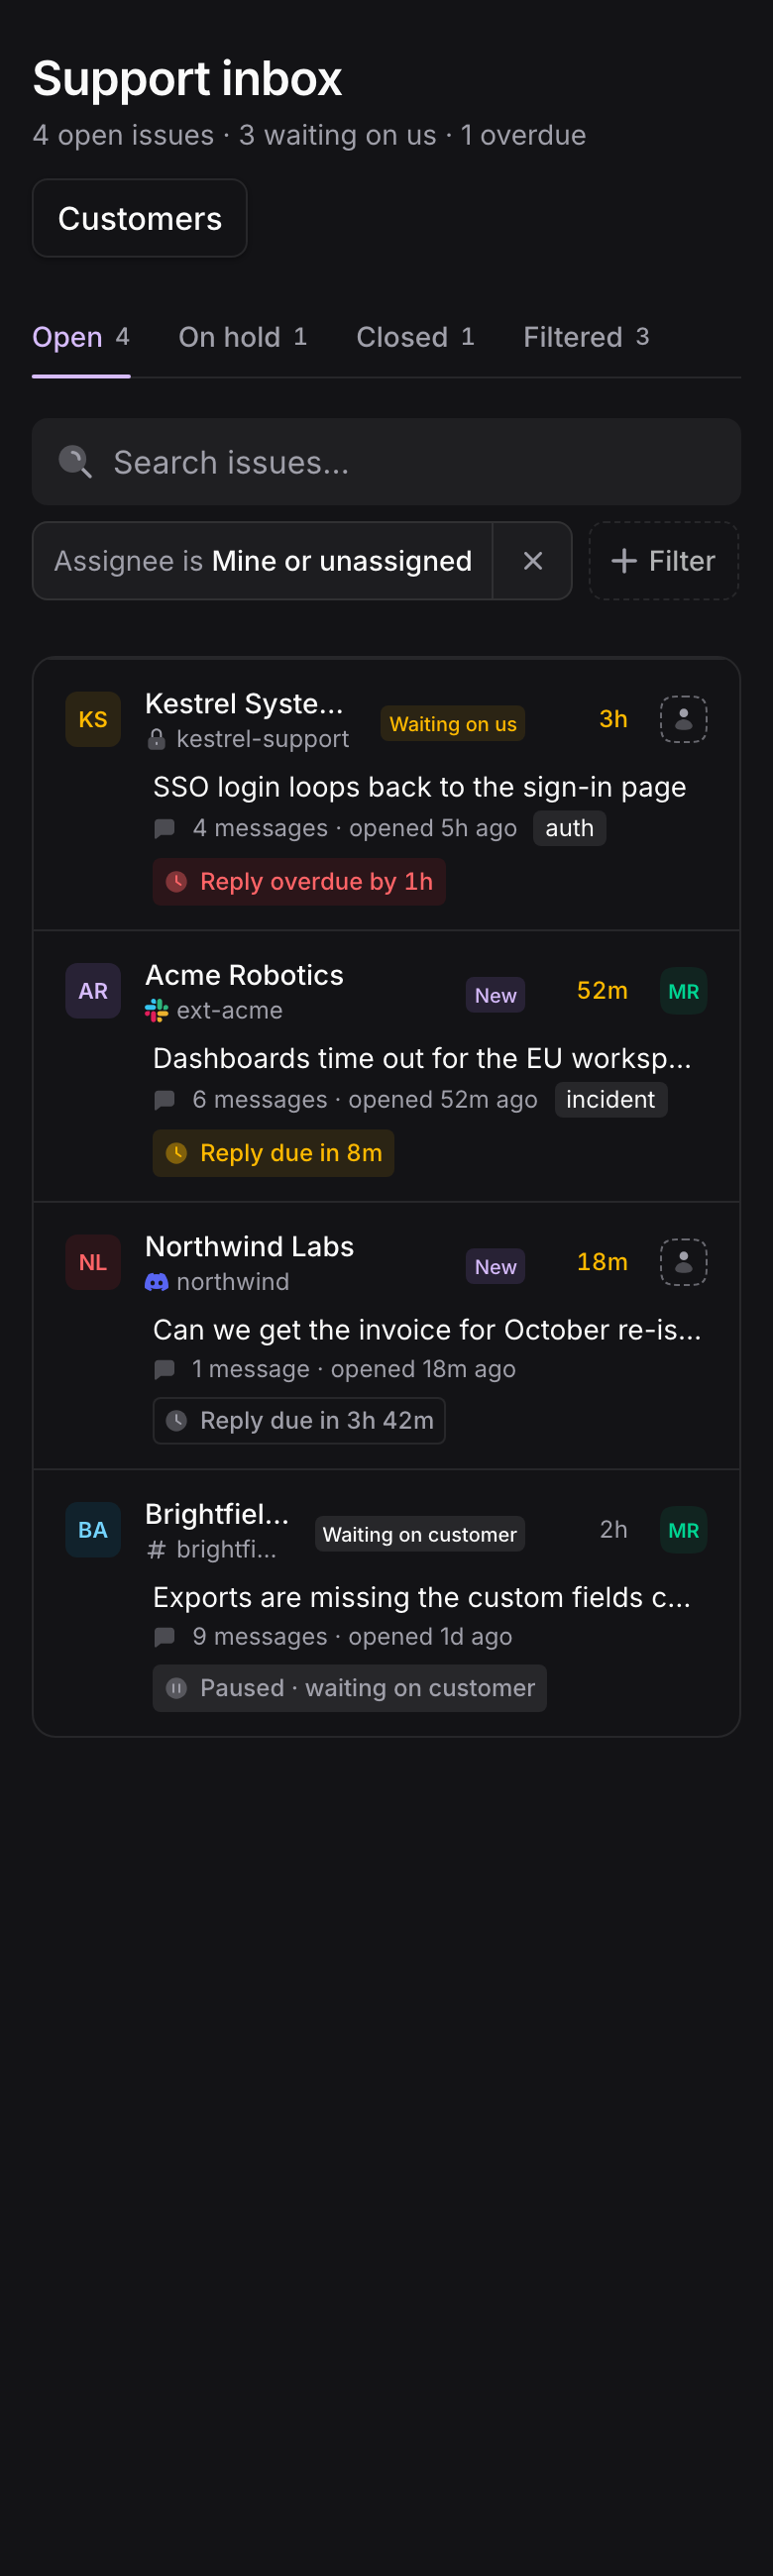 Support inbox
4 open issues · 3 waiting on us · 1 overdue
Customers
Open 4 On hold 1 Closed 1 Filtered 3
Search issues...
Assignee is Mine or unassigned
Filter
KS Kestrel Syste... Waiting on us 3h
kestrel-support
SSO login loops back to the sign-in page
4 messages · opened 5h ago auth
Reply overdue by 1h
AR Acme Robotics New 52m MR
ext-acme
Dashboards time out for the EU worksp...
6 messages · opened 52m ago incident
Reply due in 8m
NL Northwind Labs New 18m
northwind
Can we get the invoice for October re-is...
1 message · opened 18m ago
Reply due in 3h 42m
BA Brightfiel... Waiting on customer 2h MR
# brightfi...
Exports are missing the custom fields c...
9 messages · opened 1d ago
Paused · waiting on customer